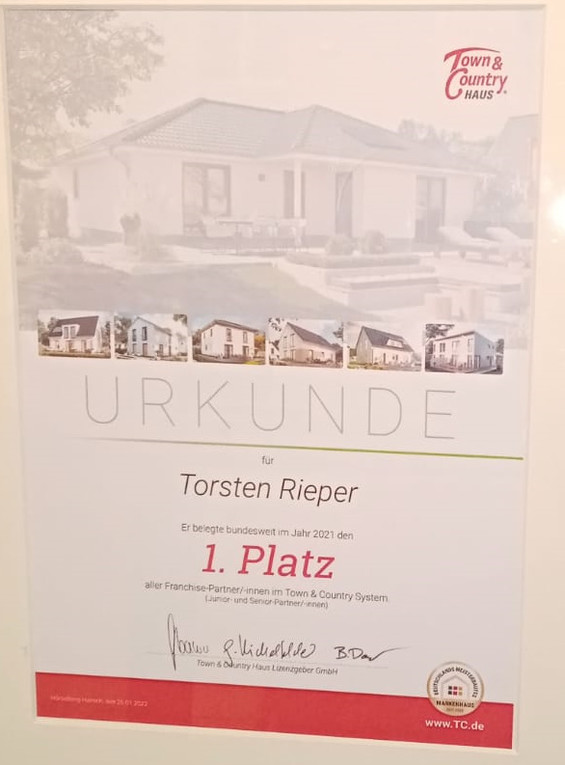 Town &
Country
HAUS
URKUNDE
für
Torsten Rieper
Er belegte bundesweit im Jahr 2021 den
1. Platz
aller Franchise-Partner/-innen im Town & Country System.
(Junior- und Senior-Partner/-innen)
Town & Country Haus Lizenzgeber GmbH
DEUTSCHLANDS MEISTGEBAUTES
MARKENHAUS
www.TC.de